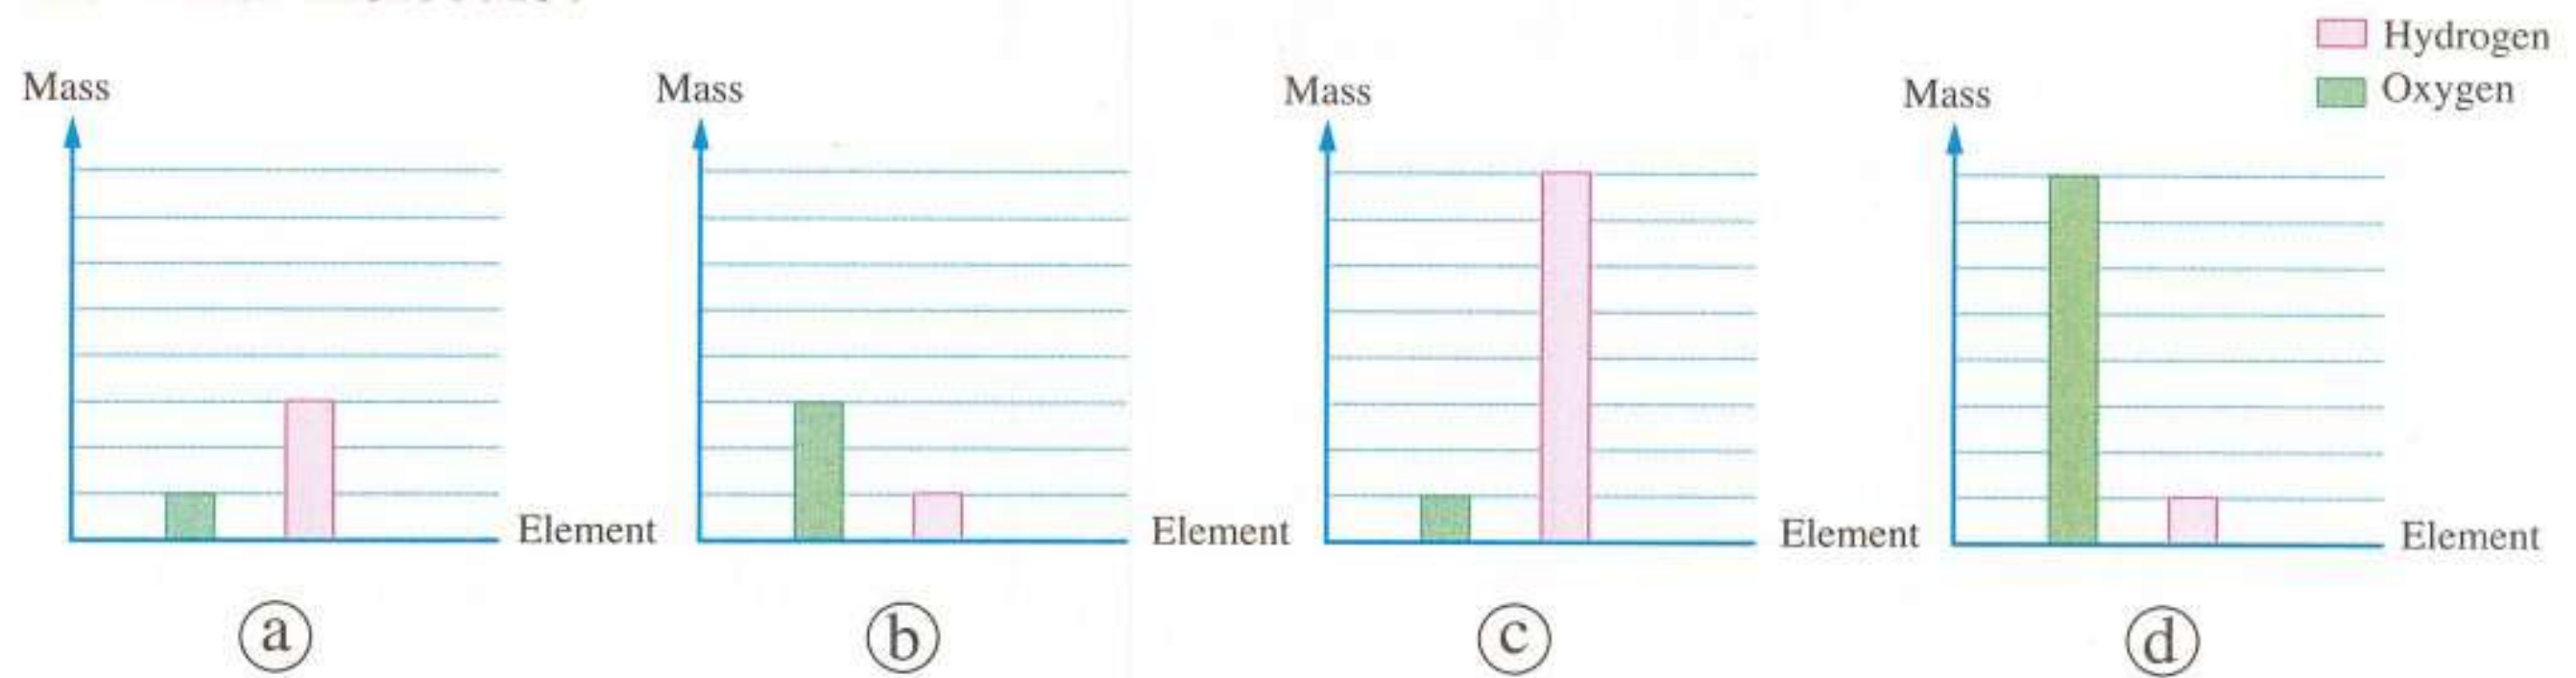 Hydrogen
Oxygen
Mass
Mass
Mass
Mass
Element
Element
Element
Element
a
b
c
d